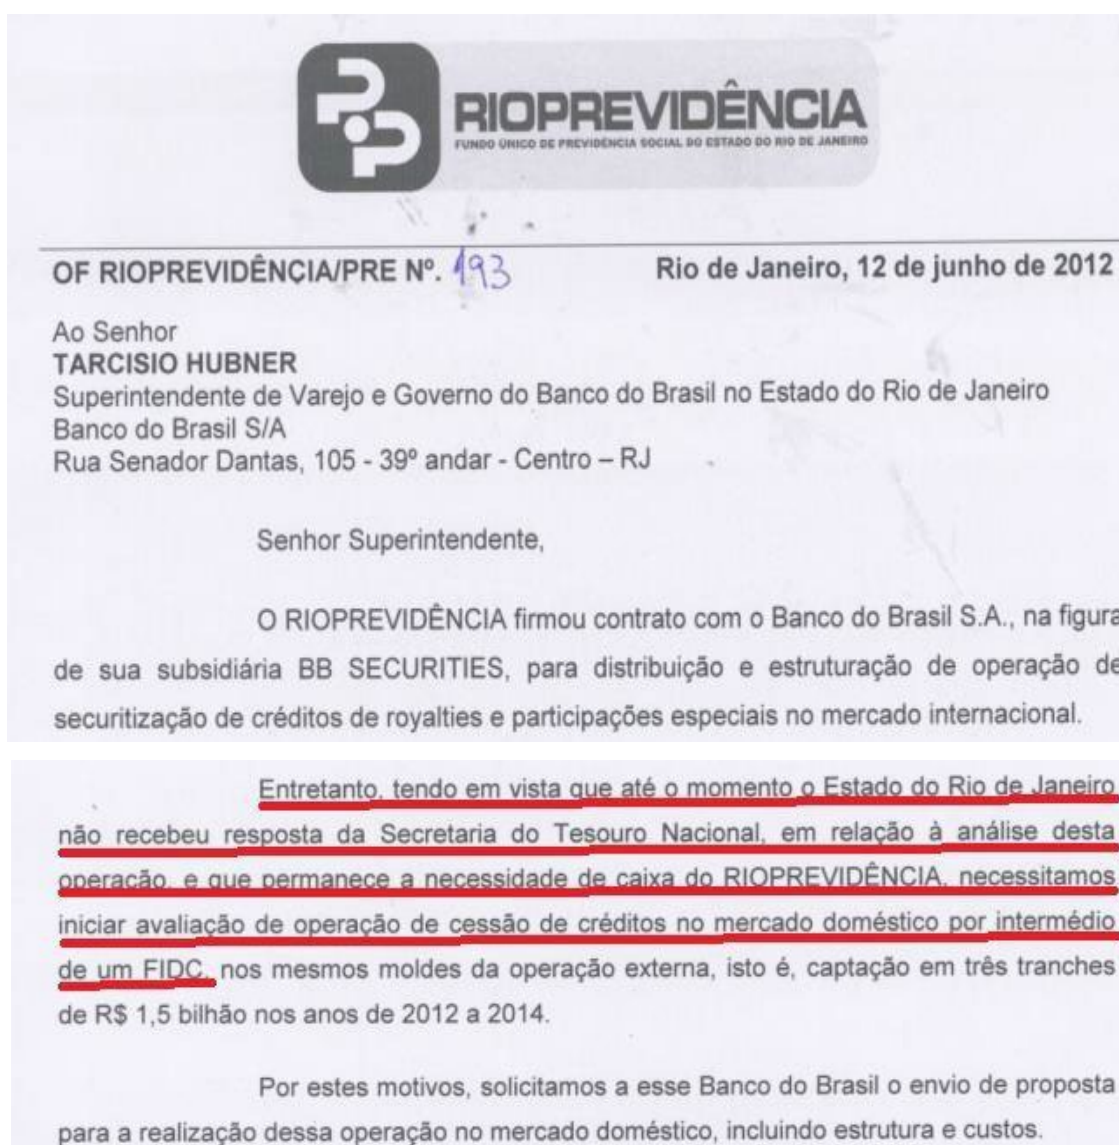 RIOPREVIDÊNCIA
FUNDO ÚNICO DE PREVIDÊNCIA SOCIAL DO ESTADO DO RIO DE JANEIRO
OF RIOPREVIDÊNCIA/PRE Nº. 193 Rio de Janeiro, 12 de junho de 2012
Ao Senhor
TARCISIO HUBNER
Superintendente de Varejo e Governo do Banco do Brasil no Estado do Rio de Janeiro
Banco do Brasil S/A
Rua Senador Dantas, 105 - 39º andar - Centro – RJ
Senhor Superintendente,
O RIOPREVIDÊNCIA firmou contrato com o Banco do Brasil S.A., na figura
de sua subsidiária BB SECURITIES, para distribuição e estruturação de operação de
securitização de créditos de royalties e participações especiais no mercado internacional.
Entretanto, tendo em vista que até o momento o Estado do Rio de Janeiro
não recebeu resposta da Secretaria do Tesouro Nacional, em relação à análise desta
operação, e que permanece a necessidade de caixa do RIOPREVIDÊNCIA, necessitamos
iniciar avaliação de operação de cessão de créditos no mercado doméstico por intermédio
de um FIDC, nos mesmos moldes da operação externa, isto é, captação em três tranches
de R$ 1,5 bilhão nos anos de 2012 a 2014.
Por estes motivos, solicitamos a esse Banco do Brasil o envio de proposta
para a realização dessa operação no mercado doméstico, incluindo estrutura e custos.